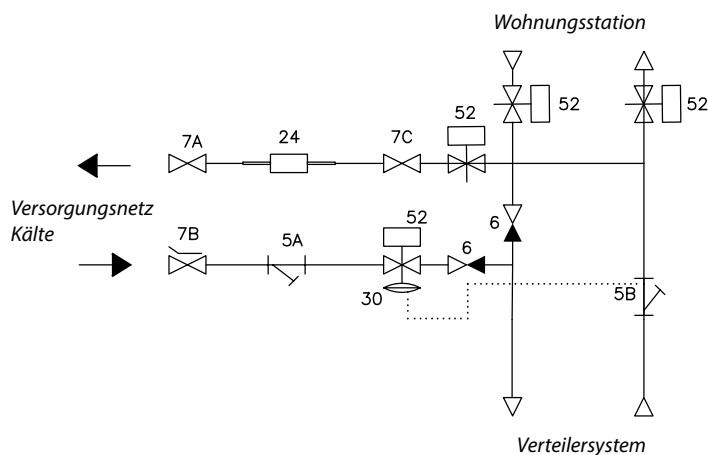 Wohnungsstation
52
52
7A
24
7C
52
Versorgungsnetz
Kälte
7B
5A
52
6
6
30
5B
Verteilersystem